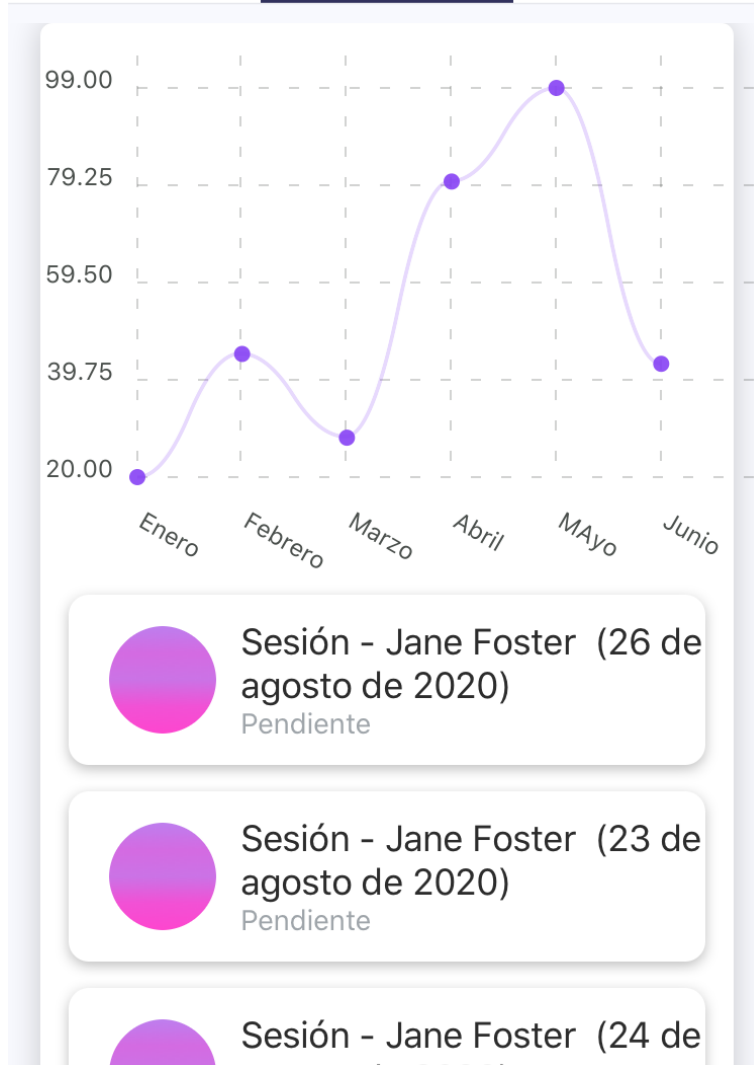 99.00
79.25
59.50
39.75
20.00
Enero
Febrero
Marzo
Abril
MAyo
Junio
Sesión - Jane Foster (26 de
agosto de 2020)
Pendiente
Sesión - Jane Foster (23 de
agosto de 2020)
Pendiente
Sesión - Jane Foster (24 de